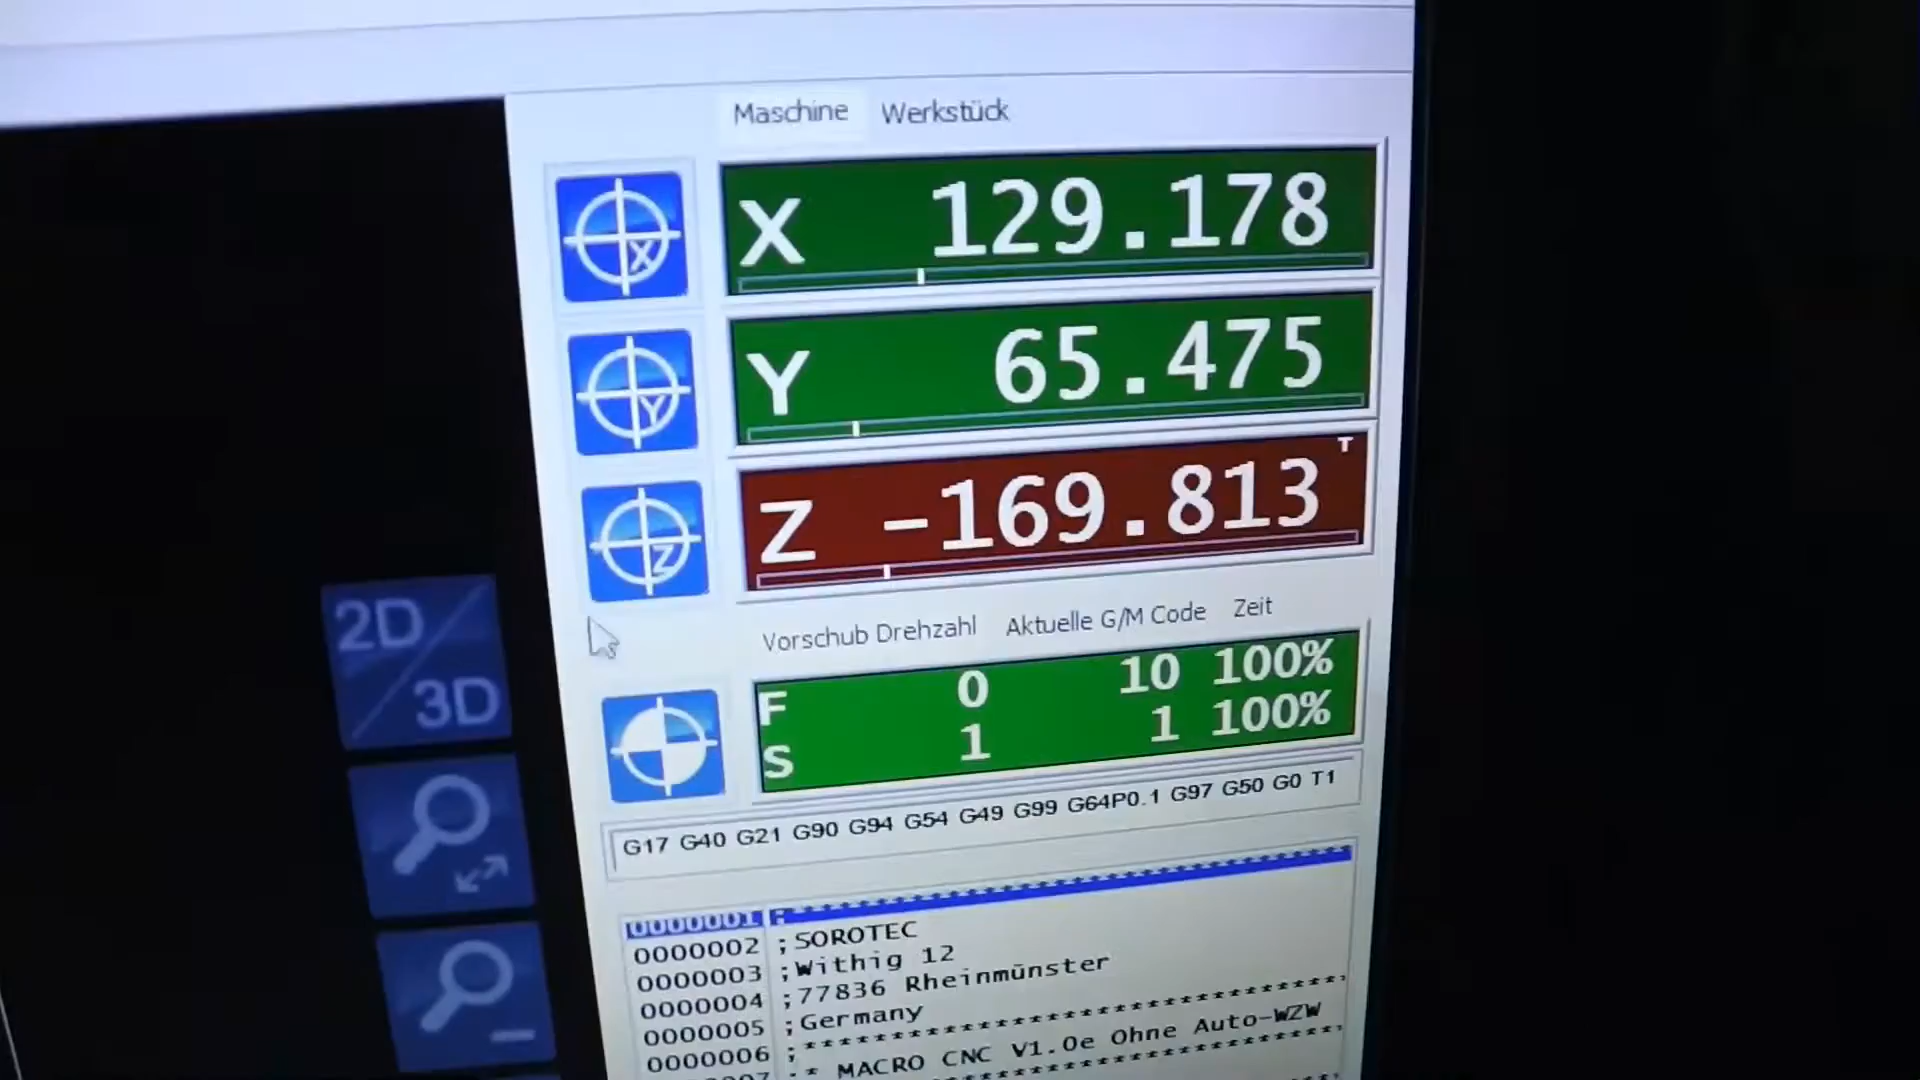 Maschine Werkstück
X 129.178
Y 65.475
Z -169.813 T
Vorschub Drehzahl Aktuelle G/M Code Zeit
F 0 10 100%
S 1 1 100%
G17 G40 G21 G90 G94 G54 G49 G99 G64P0.1 G97 G50 G0 T1
2D/3D
0000001 ;************************************
0000002 ;SOROTEC
0000003 ;Withig 12
0000004 ;77836 Rheinmünster
0000005 ;Germany
0000006 ;************************************
;* MACRO CNC V1.0e Ohne Auto-WZW